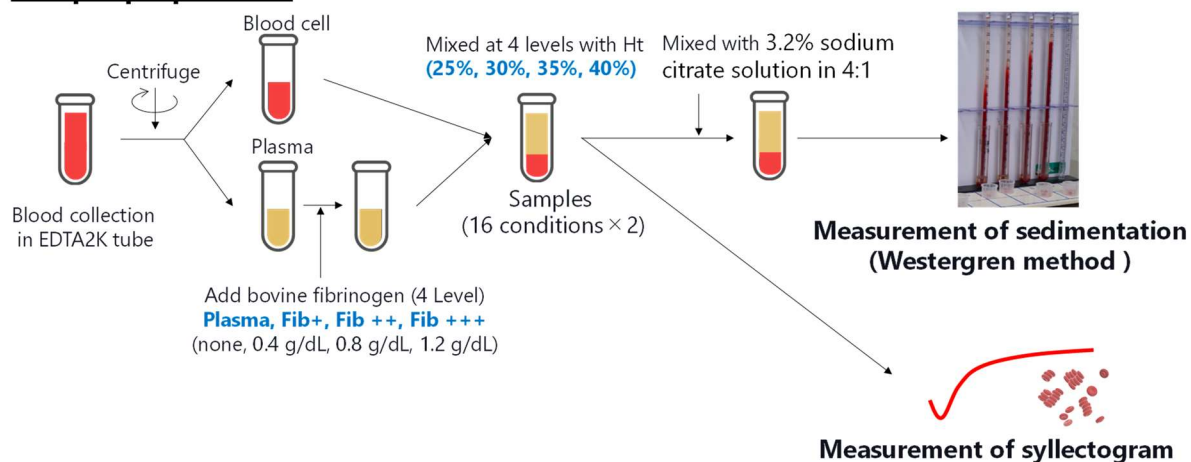 Blood cell
Centrifuge
Mixed at 4 levels with Ht
(25%, 30%, 35%, 40%)
Mixed with 3.2% sodium
citrate solution in 4:1
Plasma
Blood collection
in EDTA2K tube
Samples
(16 conditions × 2)
Measurement of sedimentation
(Westergren method )
Add bovine fibrinogen (4 Level)
Plasma, Fib+, Fib ++, Fib +++
(none, 0.4 g/dL, 0.8 g/dL, 1.2 g/dL)
Measurement of syllectogram